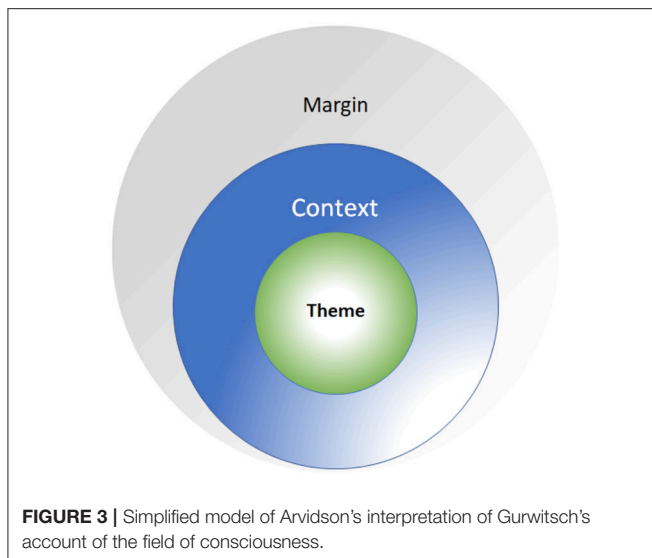 Margin
Context
Theme
FIGURE 3 | Simplified model of Arvidson’s interpretation of Gurwitsch’s
account of the field of consciousness.